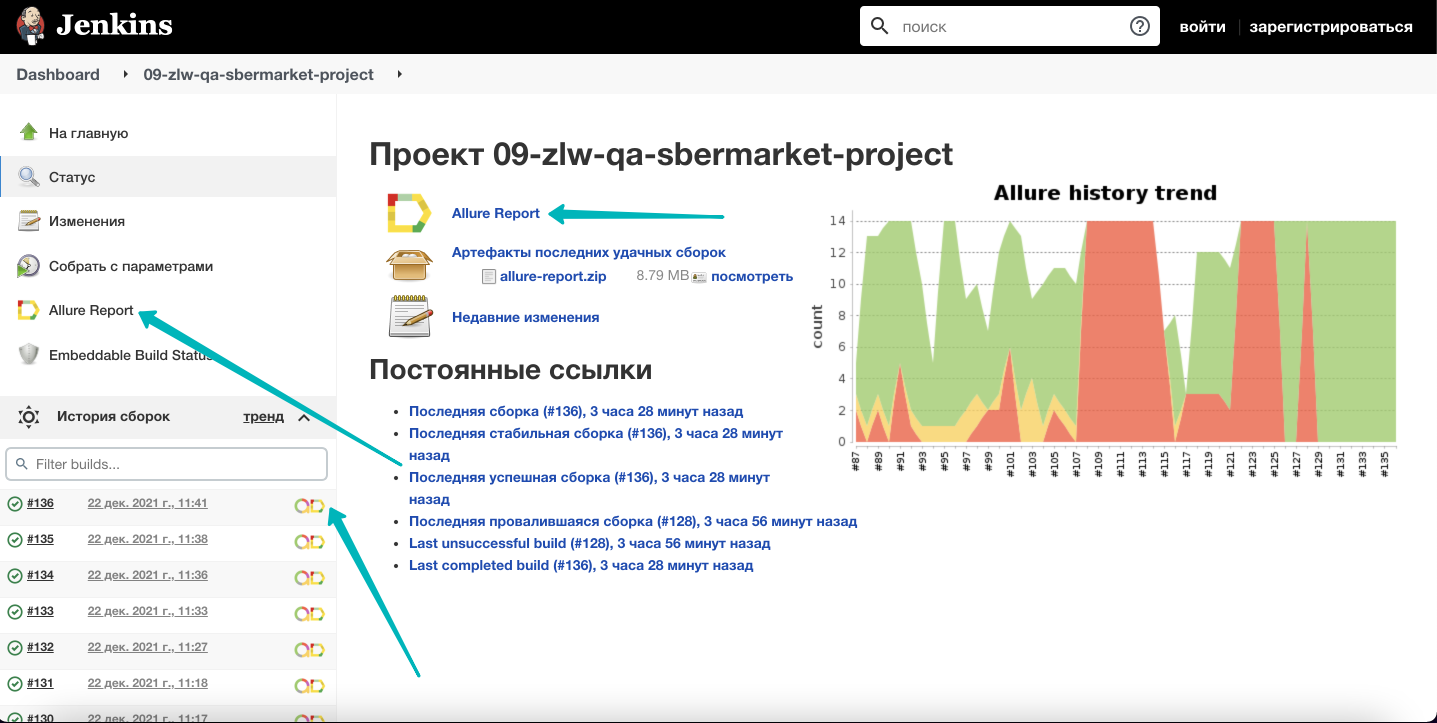 Jenkins
поиск
войти
зарегистрироваться
Dashboard
09-zlw-qa-sbermarket-project
На главную
Статус
Изменения
Собрать с параметрами
Allure Report
Embeddable Build Status
История сборок
тренд
Filter builds...
#136 22 дек. 2021 г., 11:41
#135 22 дек. 2021 г., 11:38
#134 22 дек. 2021 г., 11:36
#133 22 дек. 2021 г., 11:33
#132 22 дек. 2021 г., 11:27
#131 22 дек. 2021 г., 11:18
#130 22 дек. 2021 г., 11:17
Проект 09-zlw-qa-sbermarket-project
Allure Report
Артефакты последних удачных сборок
allure-report.zip 8.79 MB посмотреть
Недавние изменения
Постоянные ссылки
Последняя сборка (#136), 3 часа 28 минут назад
Последняя стабильная сборка (#136), 3 часа 28 минут
назад
Последняя успешная сборка (#136), 3 часа 28 минут
назад
Последняя провалившаяся сборка (#128), 3 часа 56 минут назад
Last unsuccessful build (#128), 3 часа 56 минут назад
Last completed build (#136), 3 часа 28 минут назад
Allure history trend
count
14
12
10
8
6
4
2
0
#87
#89
#91
#93
#95
#97
#99
#101
#103
#105
#107
#109
#111
#113
#115
#117
#119
#121
#123
#125
#127
#129
#131
#133
#135